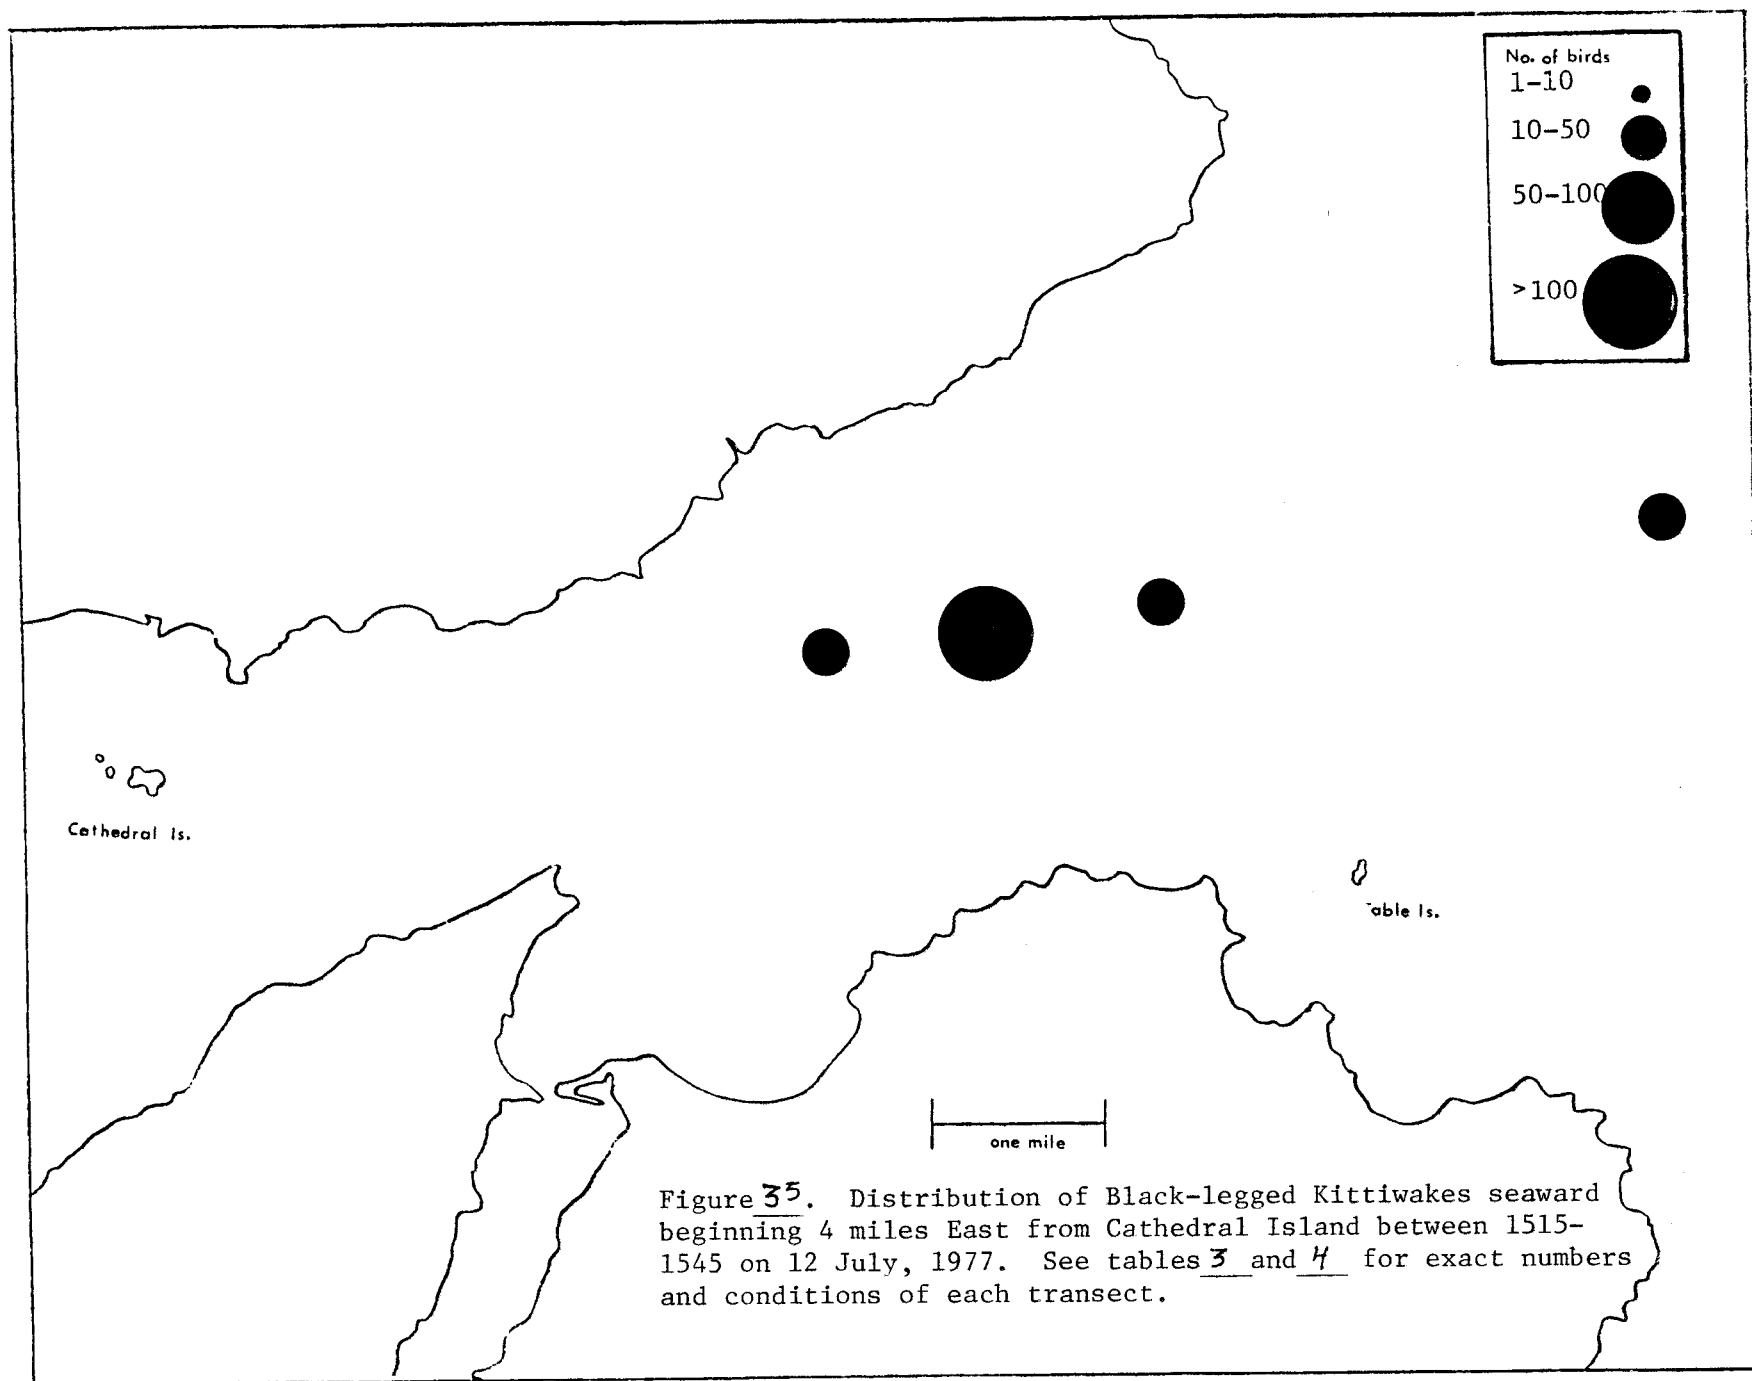 No. of birds
1-10
10-50
50-100
>100
Cathedral Is.
able Is.
one mile
Figure 35. Distribution of Black-legged Kittiwakes seaward
beginning 4 miles East from Cathedral Island between 1515-
1545 on 12 July, 1977. See tables 3 and 4 for exact numbers
and conditions of each transect.